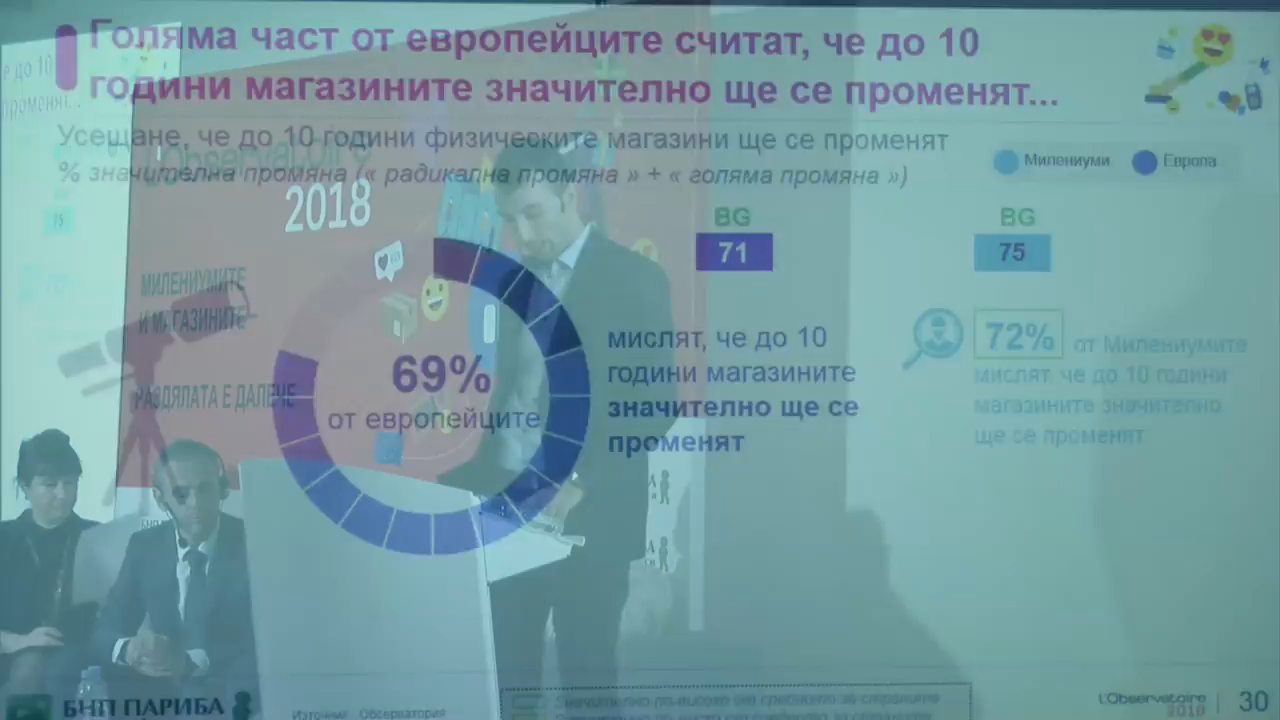 Голяма част от европейците считат, че до 10
години магазините значително ще се променят...
Усещане, че до 10 години физическите магазини ще се променят
% значителна промяна (« радикална промяна » + « голяма промяна »)
Милениуми
Европа
BG
71
BG
75
69%
от европейците
мислят, че до 10
години магазините
значително ще се
променят
72% от Милениумите
мислят, че до 10 години
магазините значително
ще се променят
е до 10
променят...
L'Observatoire
2018
МИЛЕНИУМИТЕ
И МАГАЗИНИТЕ
РАЗДЯЛАТА Е ДАЛЕЧЕ
БНП ПАРИБА
L'Observatoire
2018
30